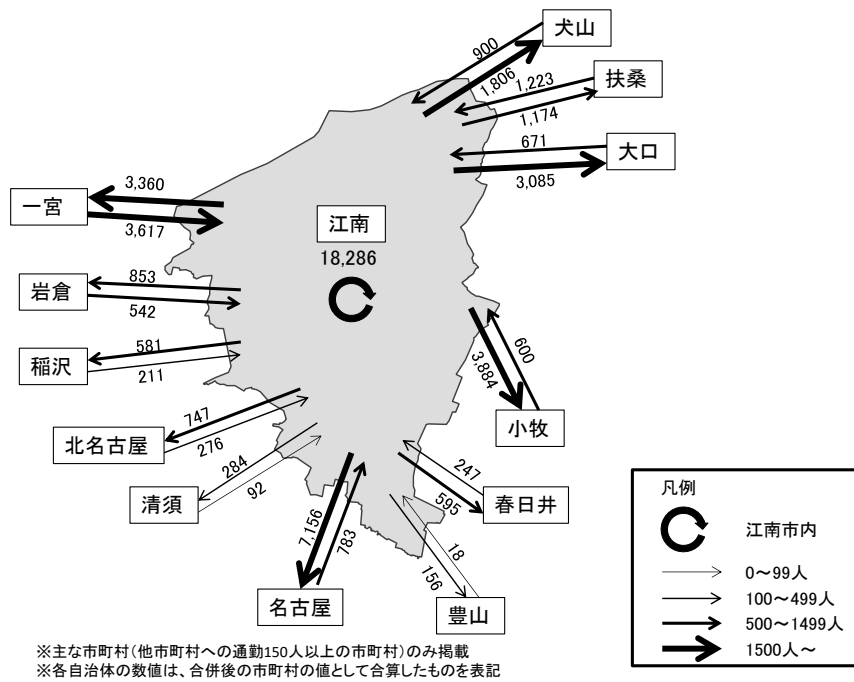 犬山
900
1,806
扶桑
1,223
1,174
大口
671
3,085
一宮
3,360
3,617
江南
18,286
岩倉
853
542
稲沢
581
211
小牧
600
3,884
北名古屋
747
276
清須
284
92
春日井
247
595
名古屋
7,156
783
豊山
18
156
凡例
江南市内
0～99人
100～499人
500～1499人
1500人～
※主な市町村(他市町村への通勤150人以上の市町村)のみ掲載
※各自治体の数値は、合併後の市町村の値として合算したものを表記